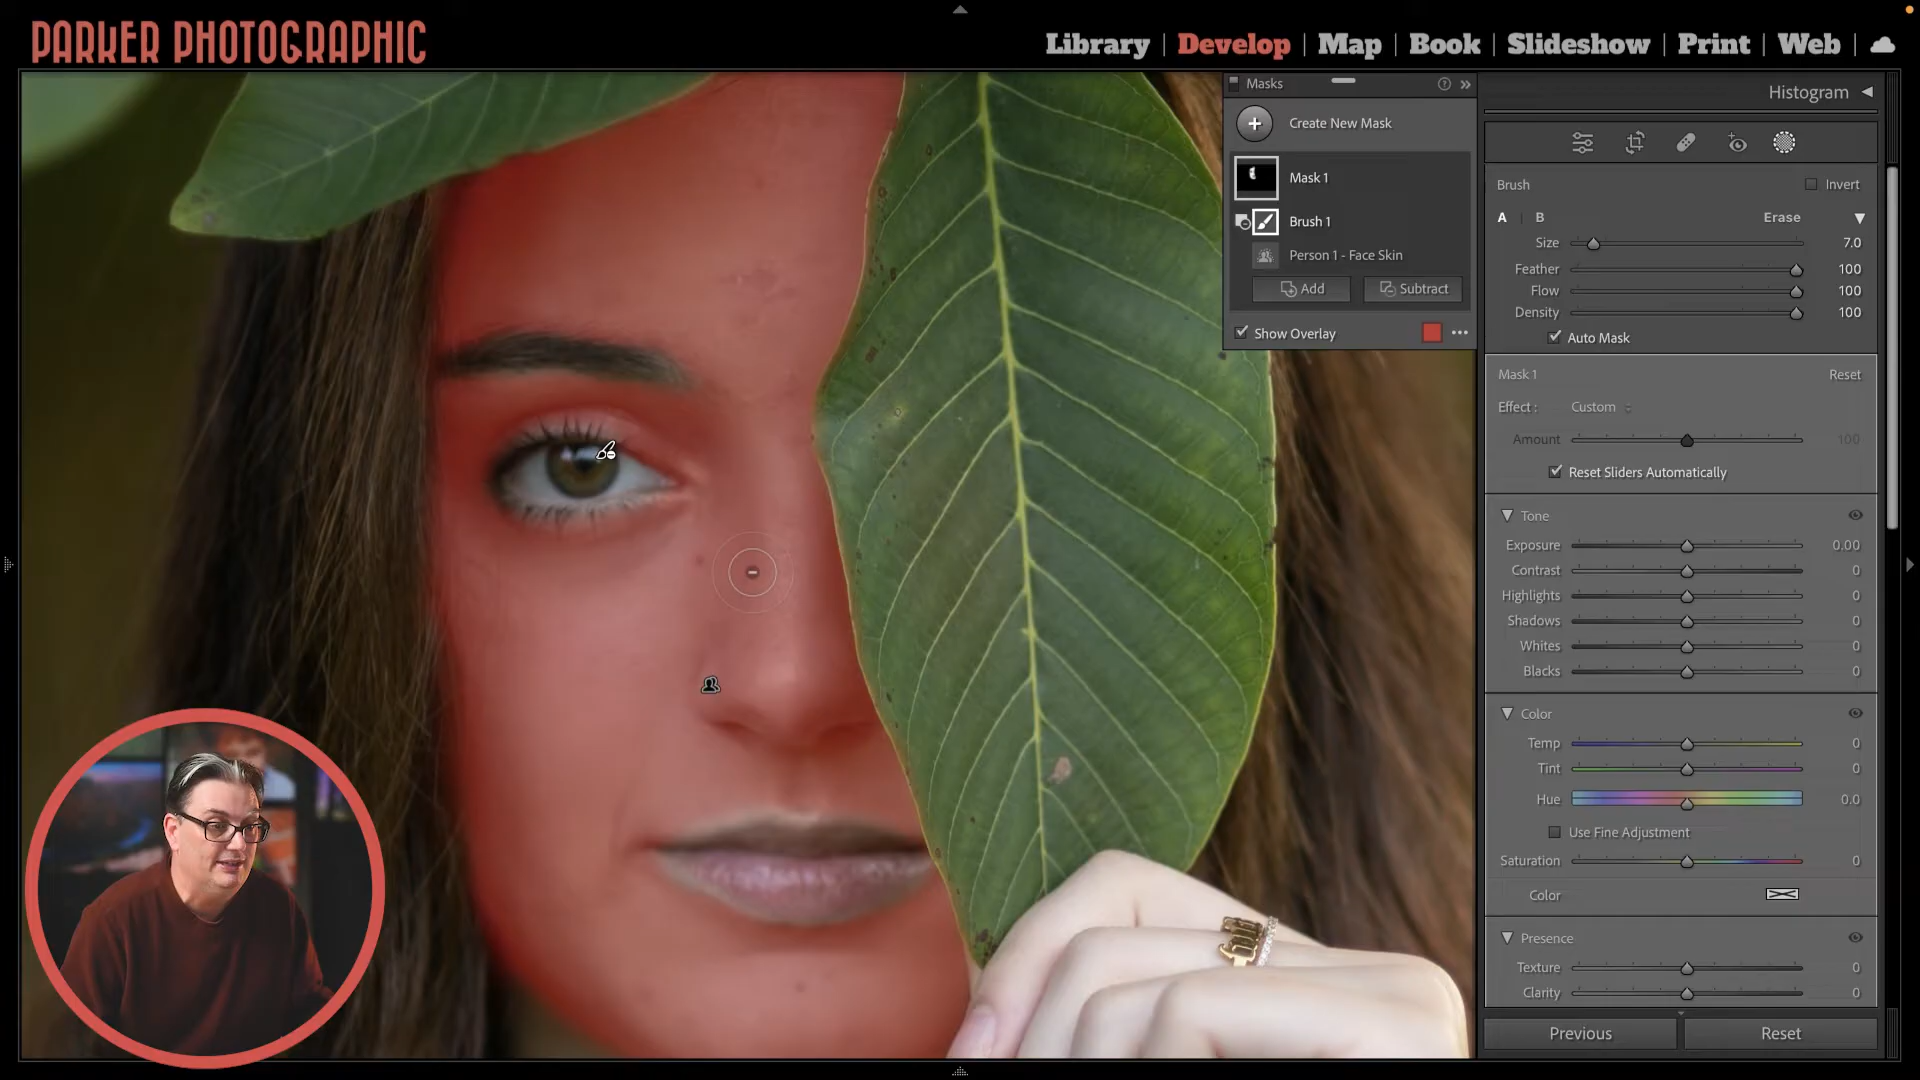 PARKER PHOTOGRAPHIC
Library | Develop | Map | Book | Slideshow | Print | Web
Masks
Create New Mask
Mask 1
Brush 1
Person 1 - Face Skin
Add
Subtract
Show Overlay
Histogram
Brush
Invert
A | B
Erase
Size 7.0
Feather 100
Flow 100
Density 100
Auto Mask
Mask 1 Reset
Effect : Custom
Amount 100
Reset Sliders Automatically
Tone
Exposure 0.00
Contrast 0
Highlights 0
Shadows 0
Whites 0
Blacks 0
Color
Temp 0
Tint 0
Hue 0.0
Use Fine Adjustment
Saturation 0
Color
Presence
Texture 0
Clarity 0
Previous
Reset